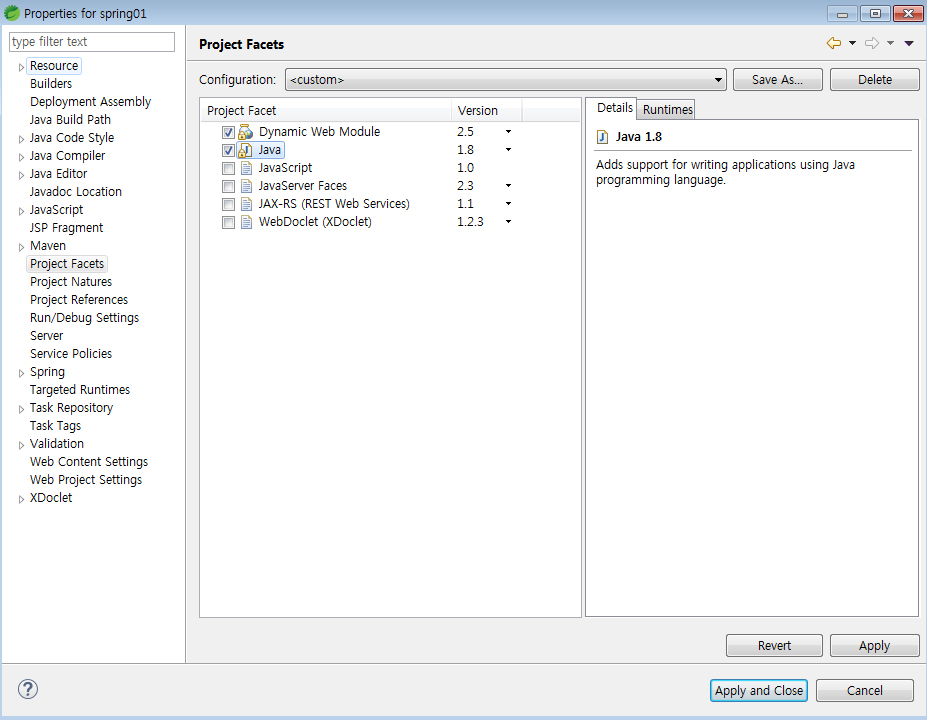 Properties for spring01
type filter text
Resource
Builders
Deployment Assembly
Java Build Path
Java Code Style
Java Compiler
Java Editor
Javadoc Location
JavaScript
JSP Fragment
Maven
Project Facets
Project Natures
Project References
Run/Debug Settings
Server
Service Policies
Spring
Targeted Runtimes
Task Repository
Task Tags
Validation
Web Content Settings
Web Project Settings
XDoclet
Project Facets
Configuration: <custom> Save As... Delete
Project Facet Version
Dynamic Web Module 2.5
Java 1.8
JavaScript 1.0
JavaServer Faces 2.3
JAX-RS (REST Web Services) 1.1
WebDoclet (XDoclet) 1.2.3
Details Runtimes
Java 1.8
Adds support for writing applications using Java
programming language.
Revert Apply
? Apply and Close Cancel